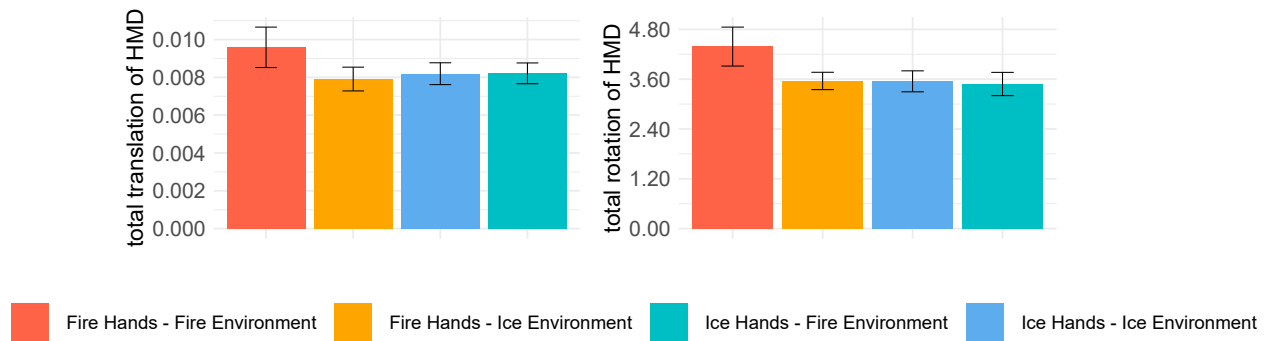 total translation of HMD
0.010
0.008
0.006
0.004
0.002
0.000
total rotation of HMD
4.80
3.60
2.40
1.20
0.00
Fire Hands - Fire Environment
Fire Hands - Ice Environment
Ice Hands - Fire Environment
Ice Hands - Ice Environment